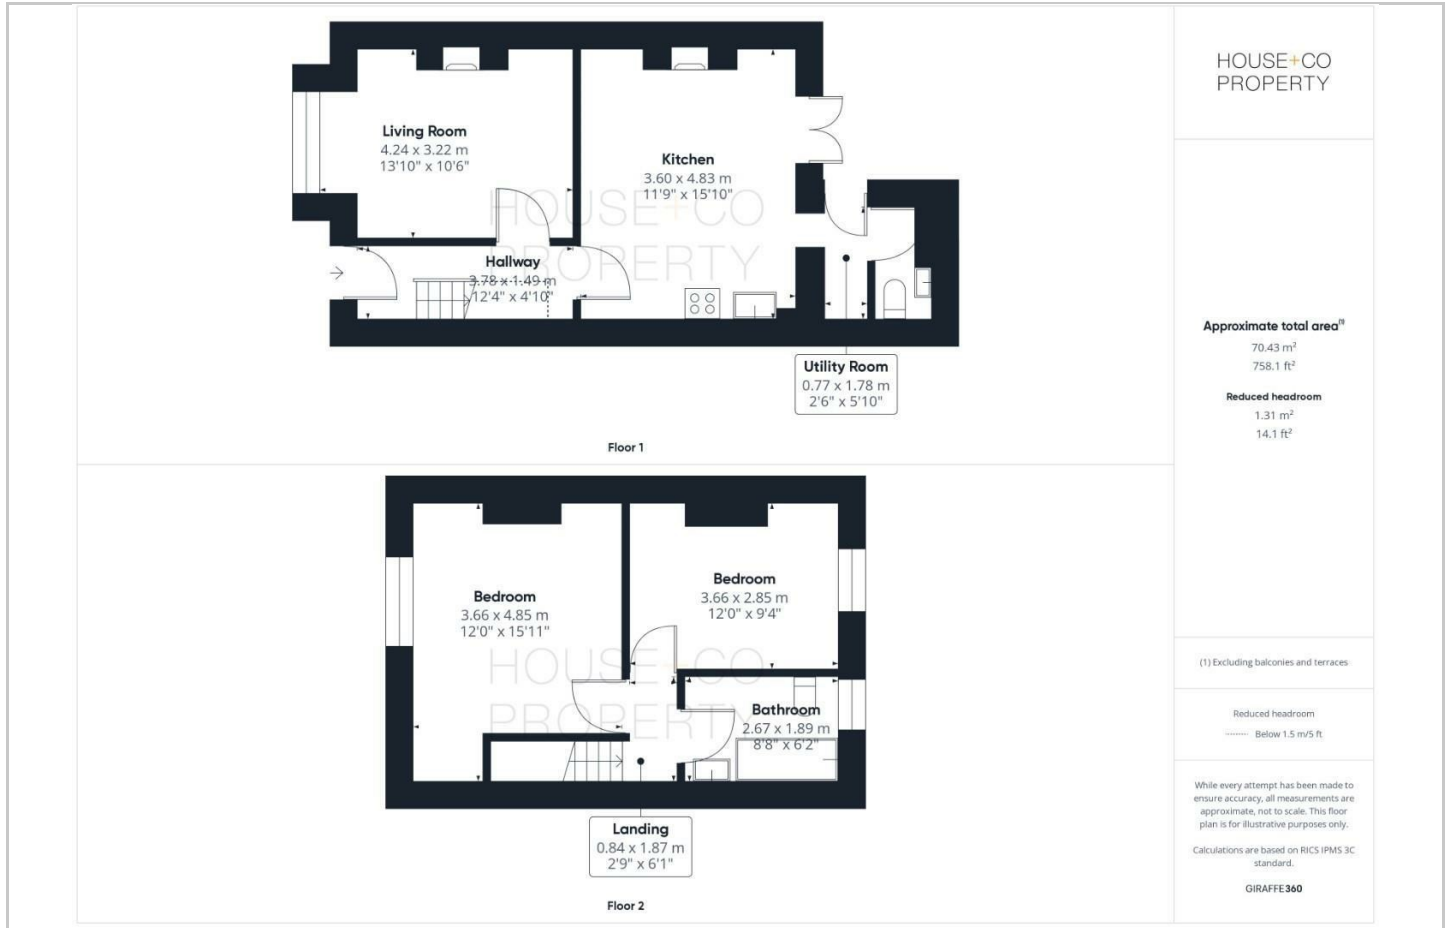 Living Room
4.24 x 3.22 m
13'10" x 10'6"
Kitchen
3.60 x 4.83 m
11'9" x 15'10"
HOUSE+CO
PROPERTY
Hallway
3.78 x 1.49 m
12'4" x 4'10"
Utility Room
0.77 x 1.78 m
2'6" x 5'10"
Floor 1
Bedroom
3.66 x 4.85 m
12'0" x 15'11"
Bedroom
3.66 x 2.85 m
12'0" x 9'4"
HOUSE+CO
PROPERTY
Bathroom
2.67 x 1.89 m
8'8" x 6'2"
Landing
0.84 x 1.87 m
2'9" x 6'1"
Floor 2
HOUSE+CO
PROPERTY
Approximate total area(1)
70.43 m²
758.1 ft²
Reduced headroom
1.31 m²
14.1 ft²
(1) Excluding balconies and terraces
Reduced headroom
Below 1.5 m/5 ft
While every attempt has been made to
ensure accuracy, all measurements are
approximate, not to scale. This floor
plan is for illustrative purposes only.
Calculations are based on RICS IPMS 3C
standard.
GIRAFFE360